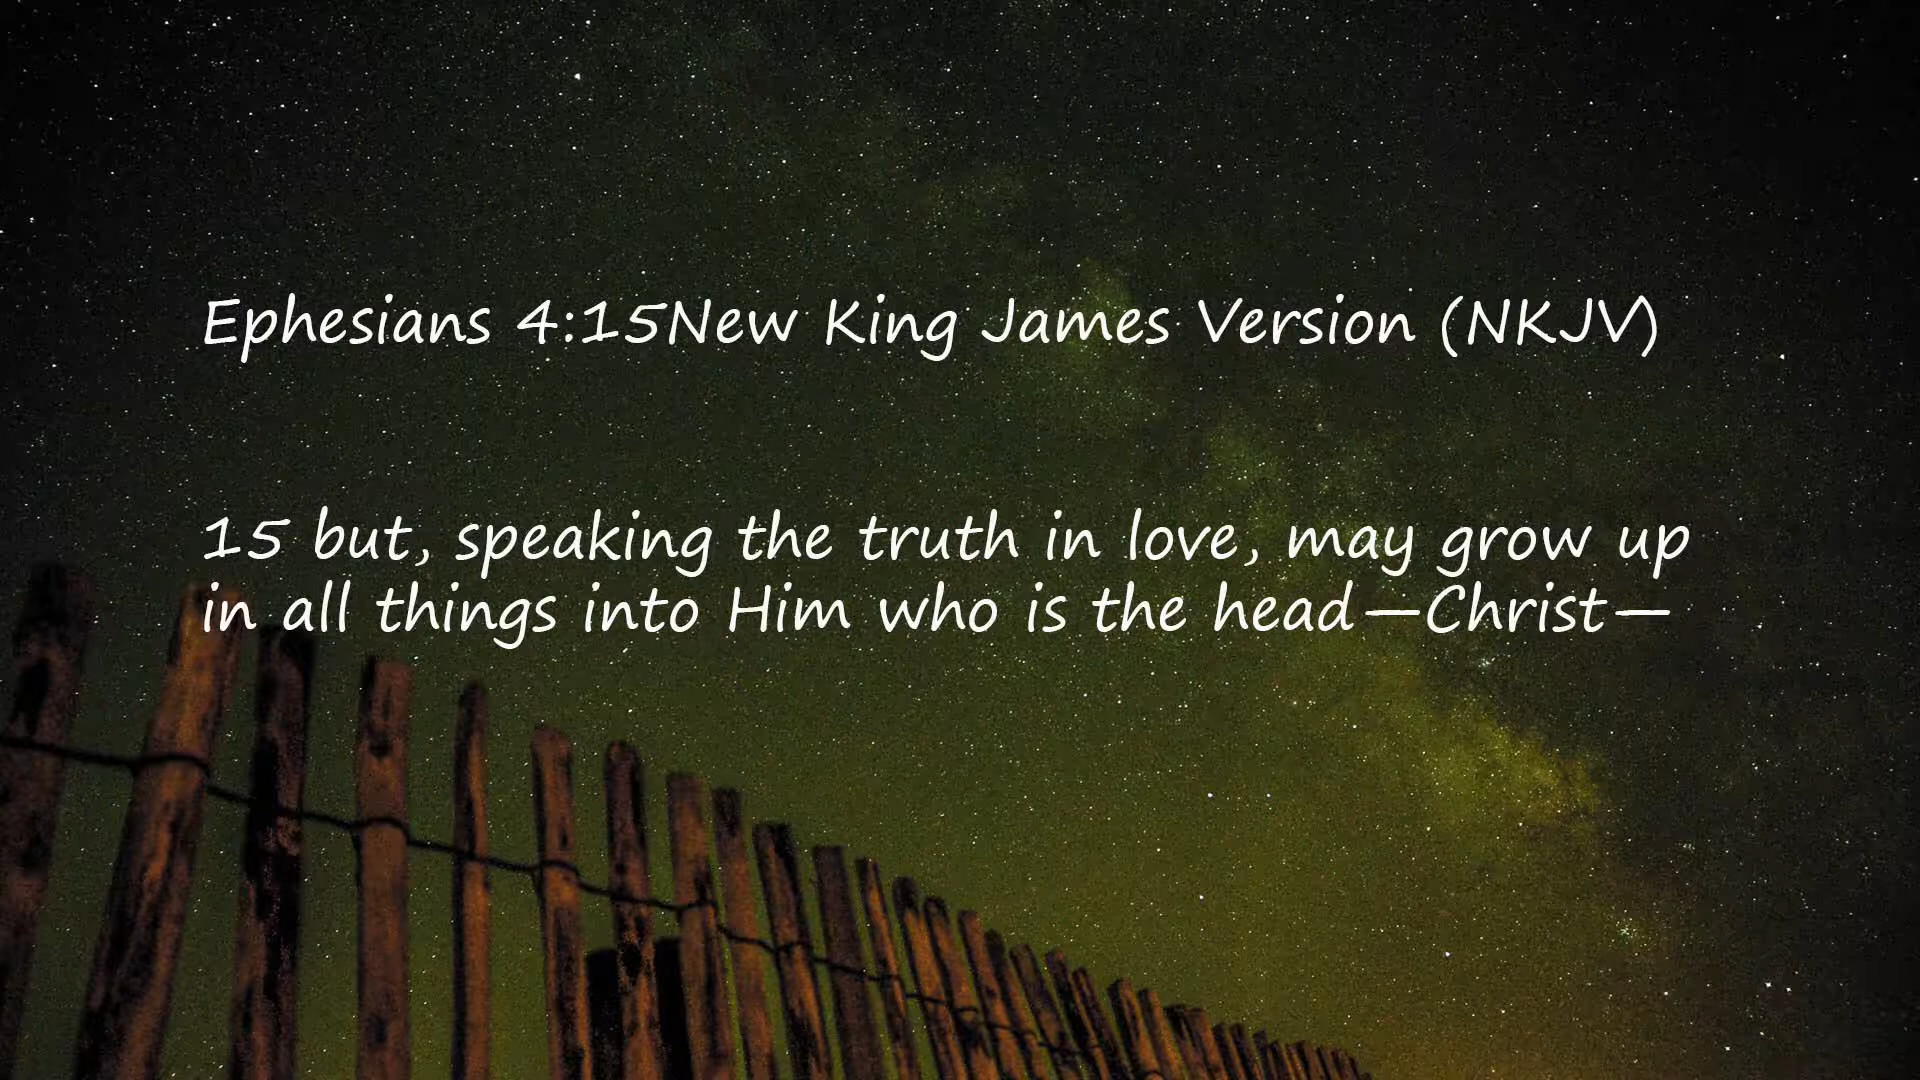 Ephesians 4:15New King James Version (NKJV)
15 but, speaking the truth in love, may grow up
in all things into Him who is the head—Christ—